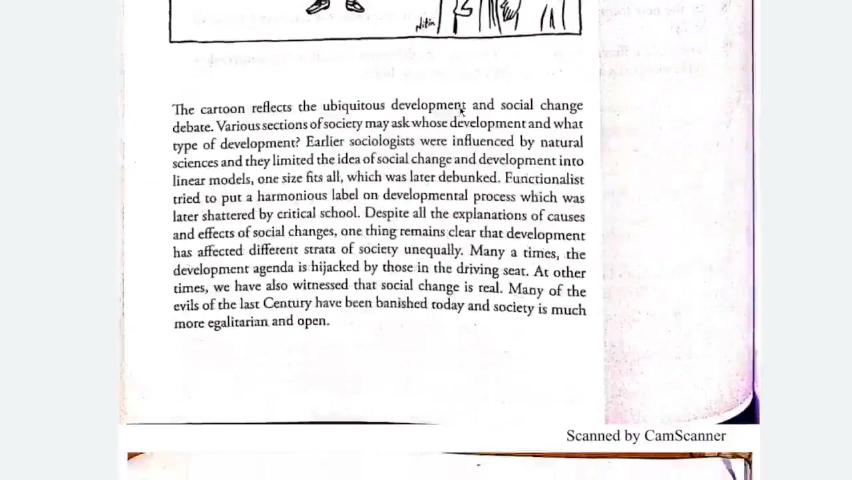 Nitin
The cartoon reflects the ubiquitous development and social change
debate. Various sections of society may ask whose development and what
type of development? Earlier sociologists were influenced by natural
sciences and they limited the idea of social change and development into
linear models, one size fits all, which was later debunked. Functionalist
tried to put a harmonious label on developmental process which was
later shattered by critical school. Despite all the explanations of causes
and effects of social changes, one thing remains clear that development
has affected different strata of society unequally. Many a times, the
development agenda is hijacked by those in the driving seat. At other
times, we have also witnessed that social change is real. Many of the
evils of the last Century have been banished today and society is much
more egalitarian and open.
Scanned by CamScanner